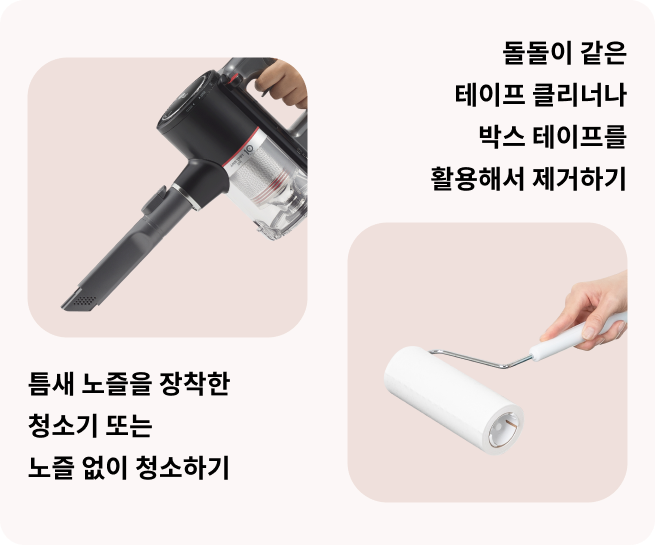 돌돌이 같은
테이프 클리너나
박스 테이프를
활용해서 제거하기
틈새 노즐을 장착한
청소기 또는
노즐 없이 청소하기